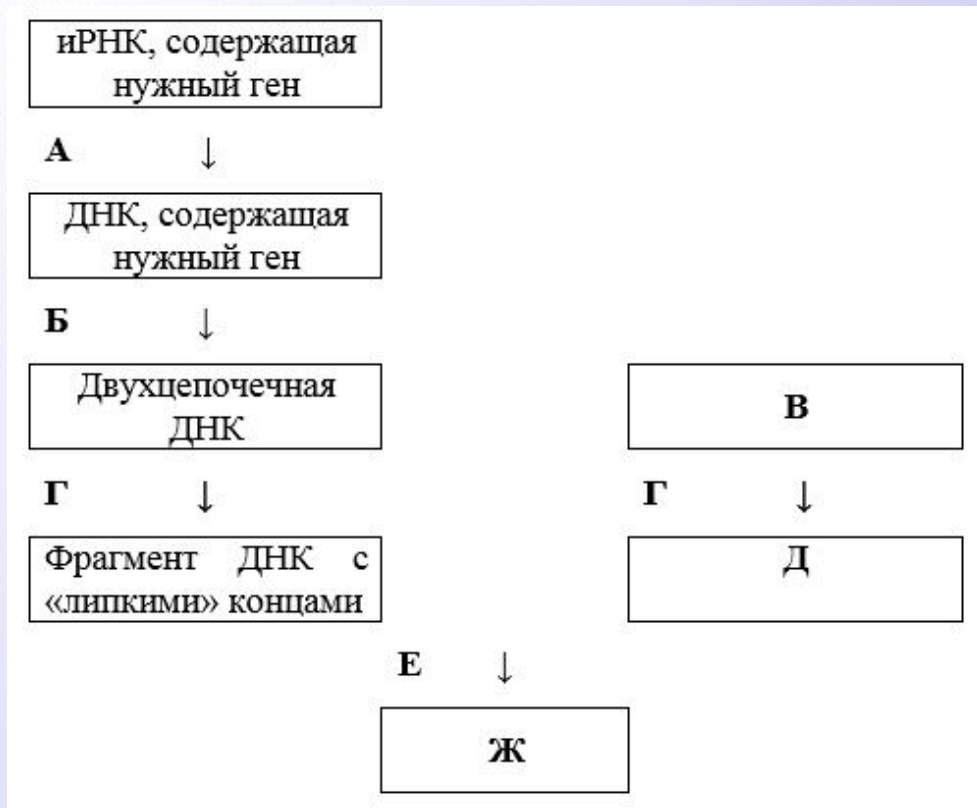 иРНК, содержащая
нужный ген
А ↓
ДНК, содержащая
нужный ген
Б ↓
Двухцепочечная
ДНК
В
Г ↓
Г ↓
Фрагмент ДНК с
«липкими» концами
Д
Е ↓
Ж